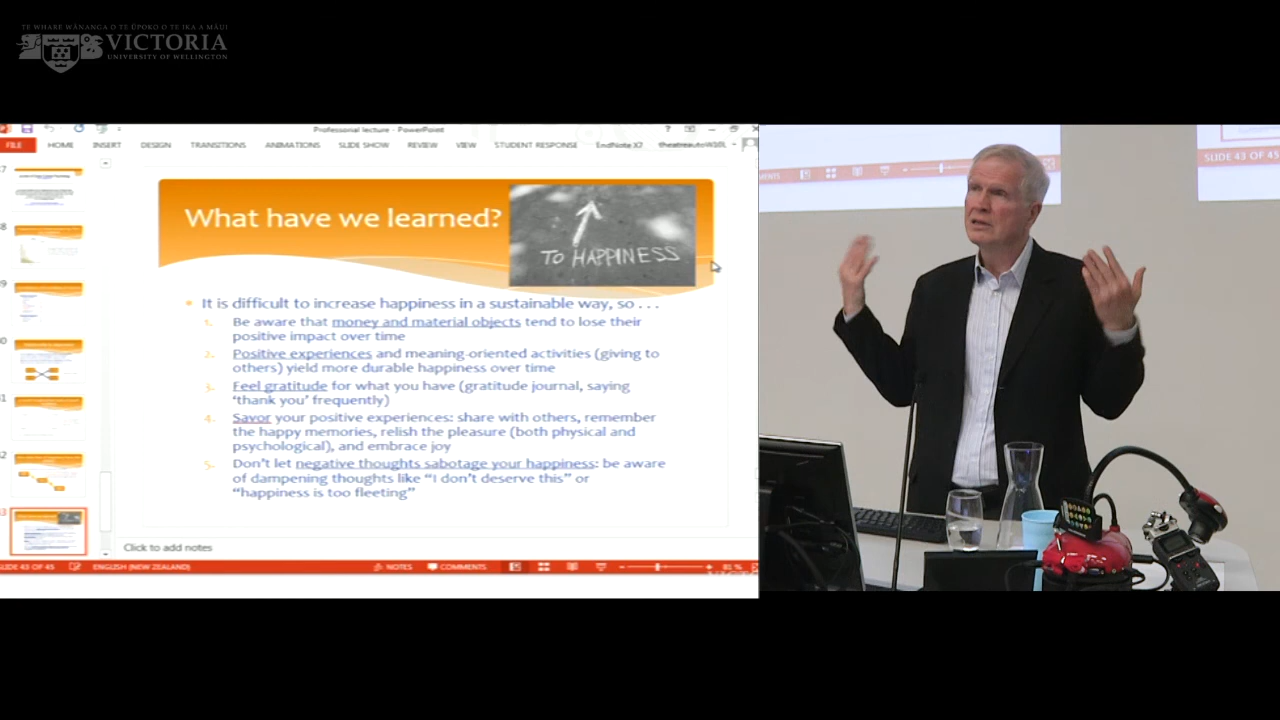 TE WHARE WĀNANGA O TE ŪPOKO O TE IKA A MĀUI
VICTORIA
UNIVERSITY OF WELLINGTON
Professorial lecture - PowerPoint
FILE HOME INSERT DESIGN TRANSITIONS ANIMATIONS SLIDE SHOW REVIEW VIEW STUDENT RESPONSE EndNote X7
What have we learned?
TO HAPPINESS
It is difficult to increase happiness in a sustainable way, so . . .
1. Be aware that money and material objects tend to lose their
positive impact over time
2. Positive experiences and meaning-oriented activities (giving to
others) yield more durable happiness over time
3. Feel gratitude for what you have (gratitude journal, saying
‘thank you’ frequently)
4. Savor your positive experiences: share with others, remember
the happy memories, relish the pleasure (both physical and
psychological), and embrace joy
5. Don’t let negative thoughts sabotage your happiness: be aware
of dampening thoughts like “I don’t deserve this” or
“happiness is too fleeting”
Click to add notes
SLIDE 43 OF 45 ENGLISH (NEW ZEALAND) NOTES COMMENTS 81 %
MENTS
SLIDE 43 OF 45